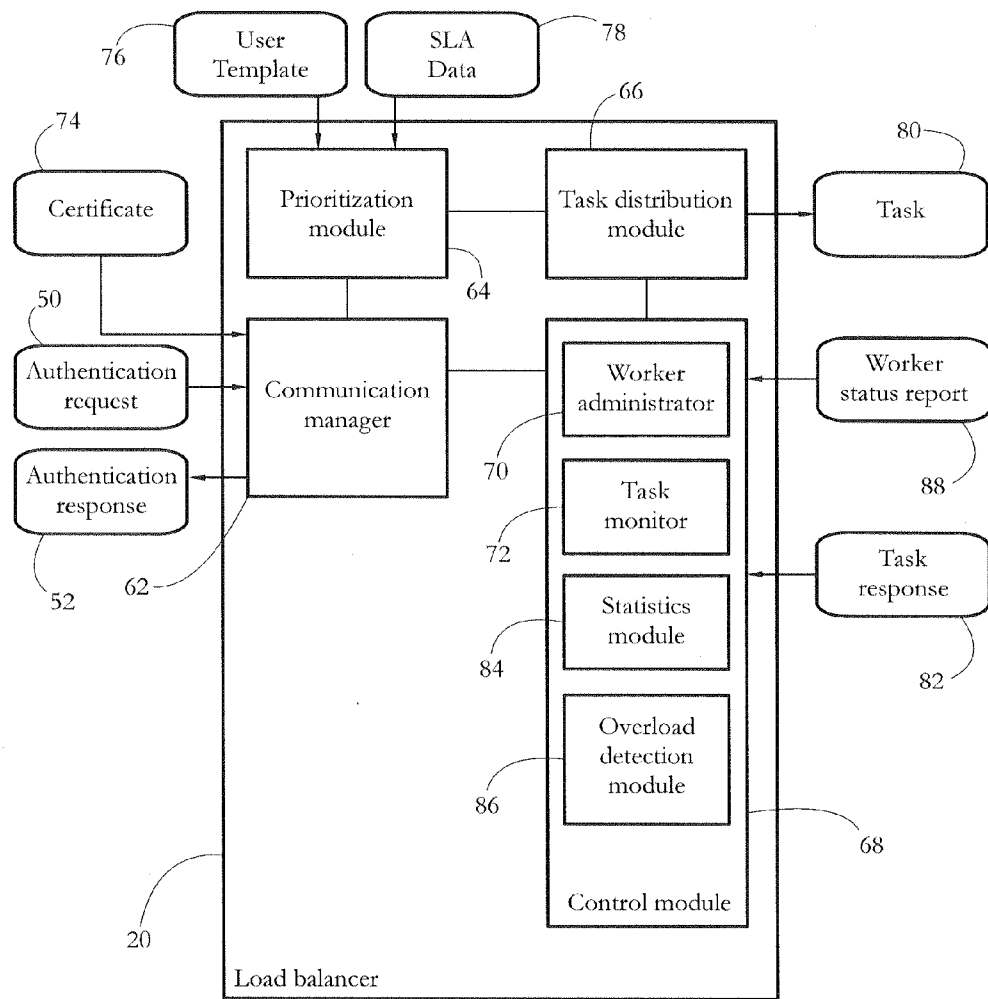 76
User
Template
SLA
Data
78
66
74
80
Certificate
Prioritization
module
Task distribution
module
Task
64
50
Authentication
request
Communication
manager
Worker
administrator
Worker
status report
70
88
Authentication
response
Task
monitor
72
52
62
Task
response
Statistics
module
84
82
Overload
detection
module
86
68
Control module
20
Load balancer